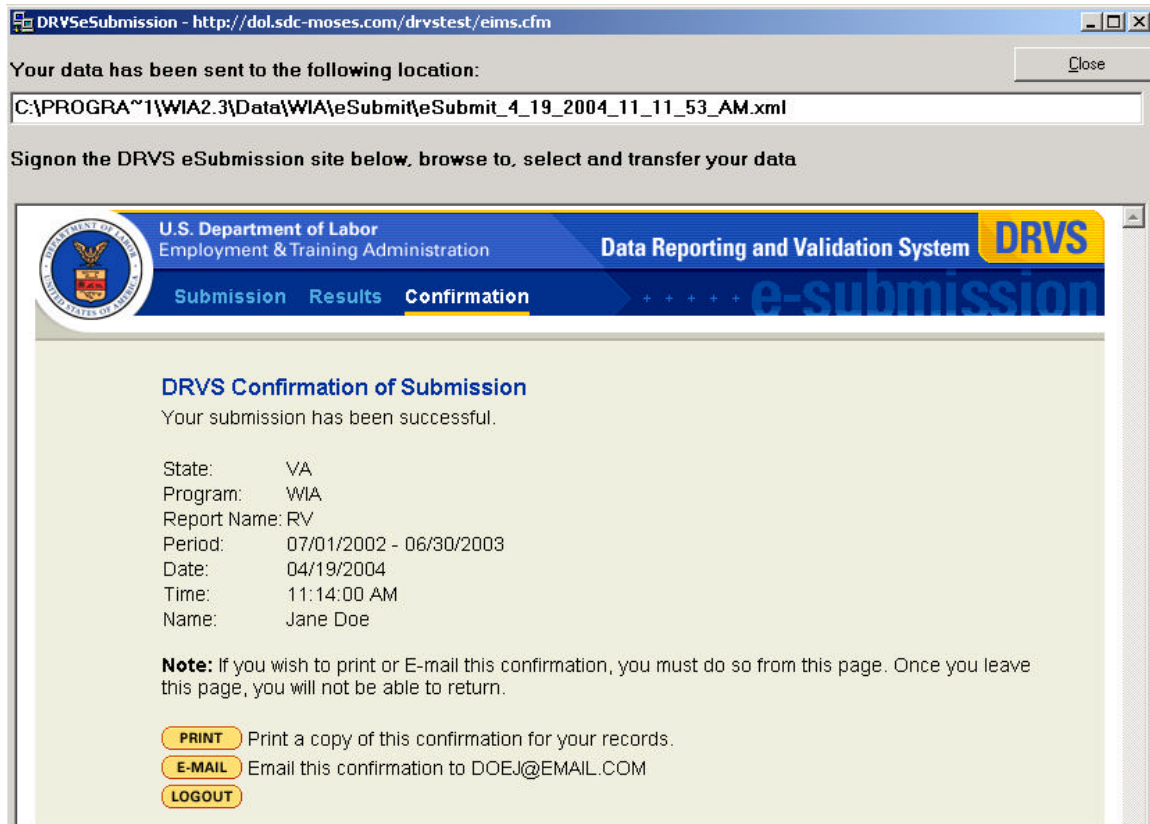 DRVSeSubmission - http://dol.sdc-moses.com/drvstest/eims.cfm
Your data has been sent to the following location:
Close
C:\PROGRA~1\WIA2.3\Data\WIA\eSubmit\eSubmit_4_19_2004_11_11_53_AM.xml
Signon the DRVS eSubmission site below, browse to, select and transfer your data
U.S. Department of Labor
Employment & Training Administration
Data Reporting and Validation System
DRVS
Submission Results Confirmation
+ + + + + e-submission
DRVS Confirmation of Submission
Your submission has been successful.
State: VA
Program: WIA
Report Name: RV
Period: 07/01/2002 - 06/30/2003
Date: 04/19/2004
Time: 11:14:00 AM
Name: Jane Doe
Note: If you wish to print or E-mail this confirmation, you must do so from this page. Once you leave
this page, you will not be able to return.
PRINT Print a copy of this confirmation for your records.
E-MAIL Email this confirmation to DOEJ@EMAIL.COM
LOGOUT